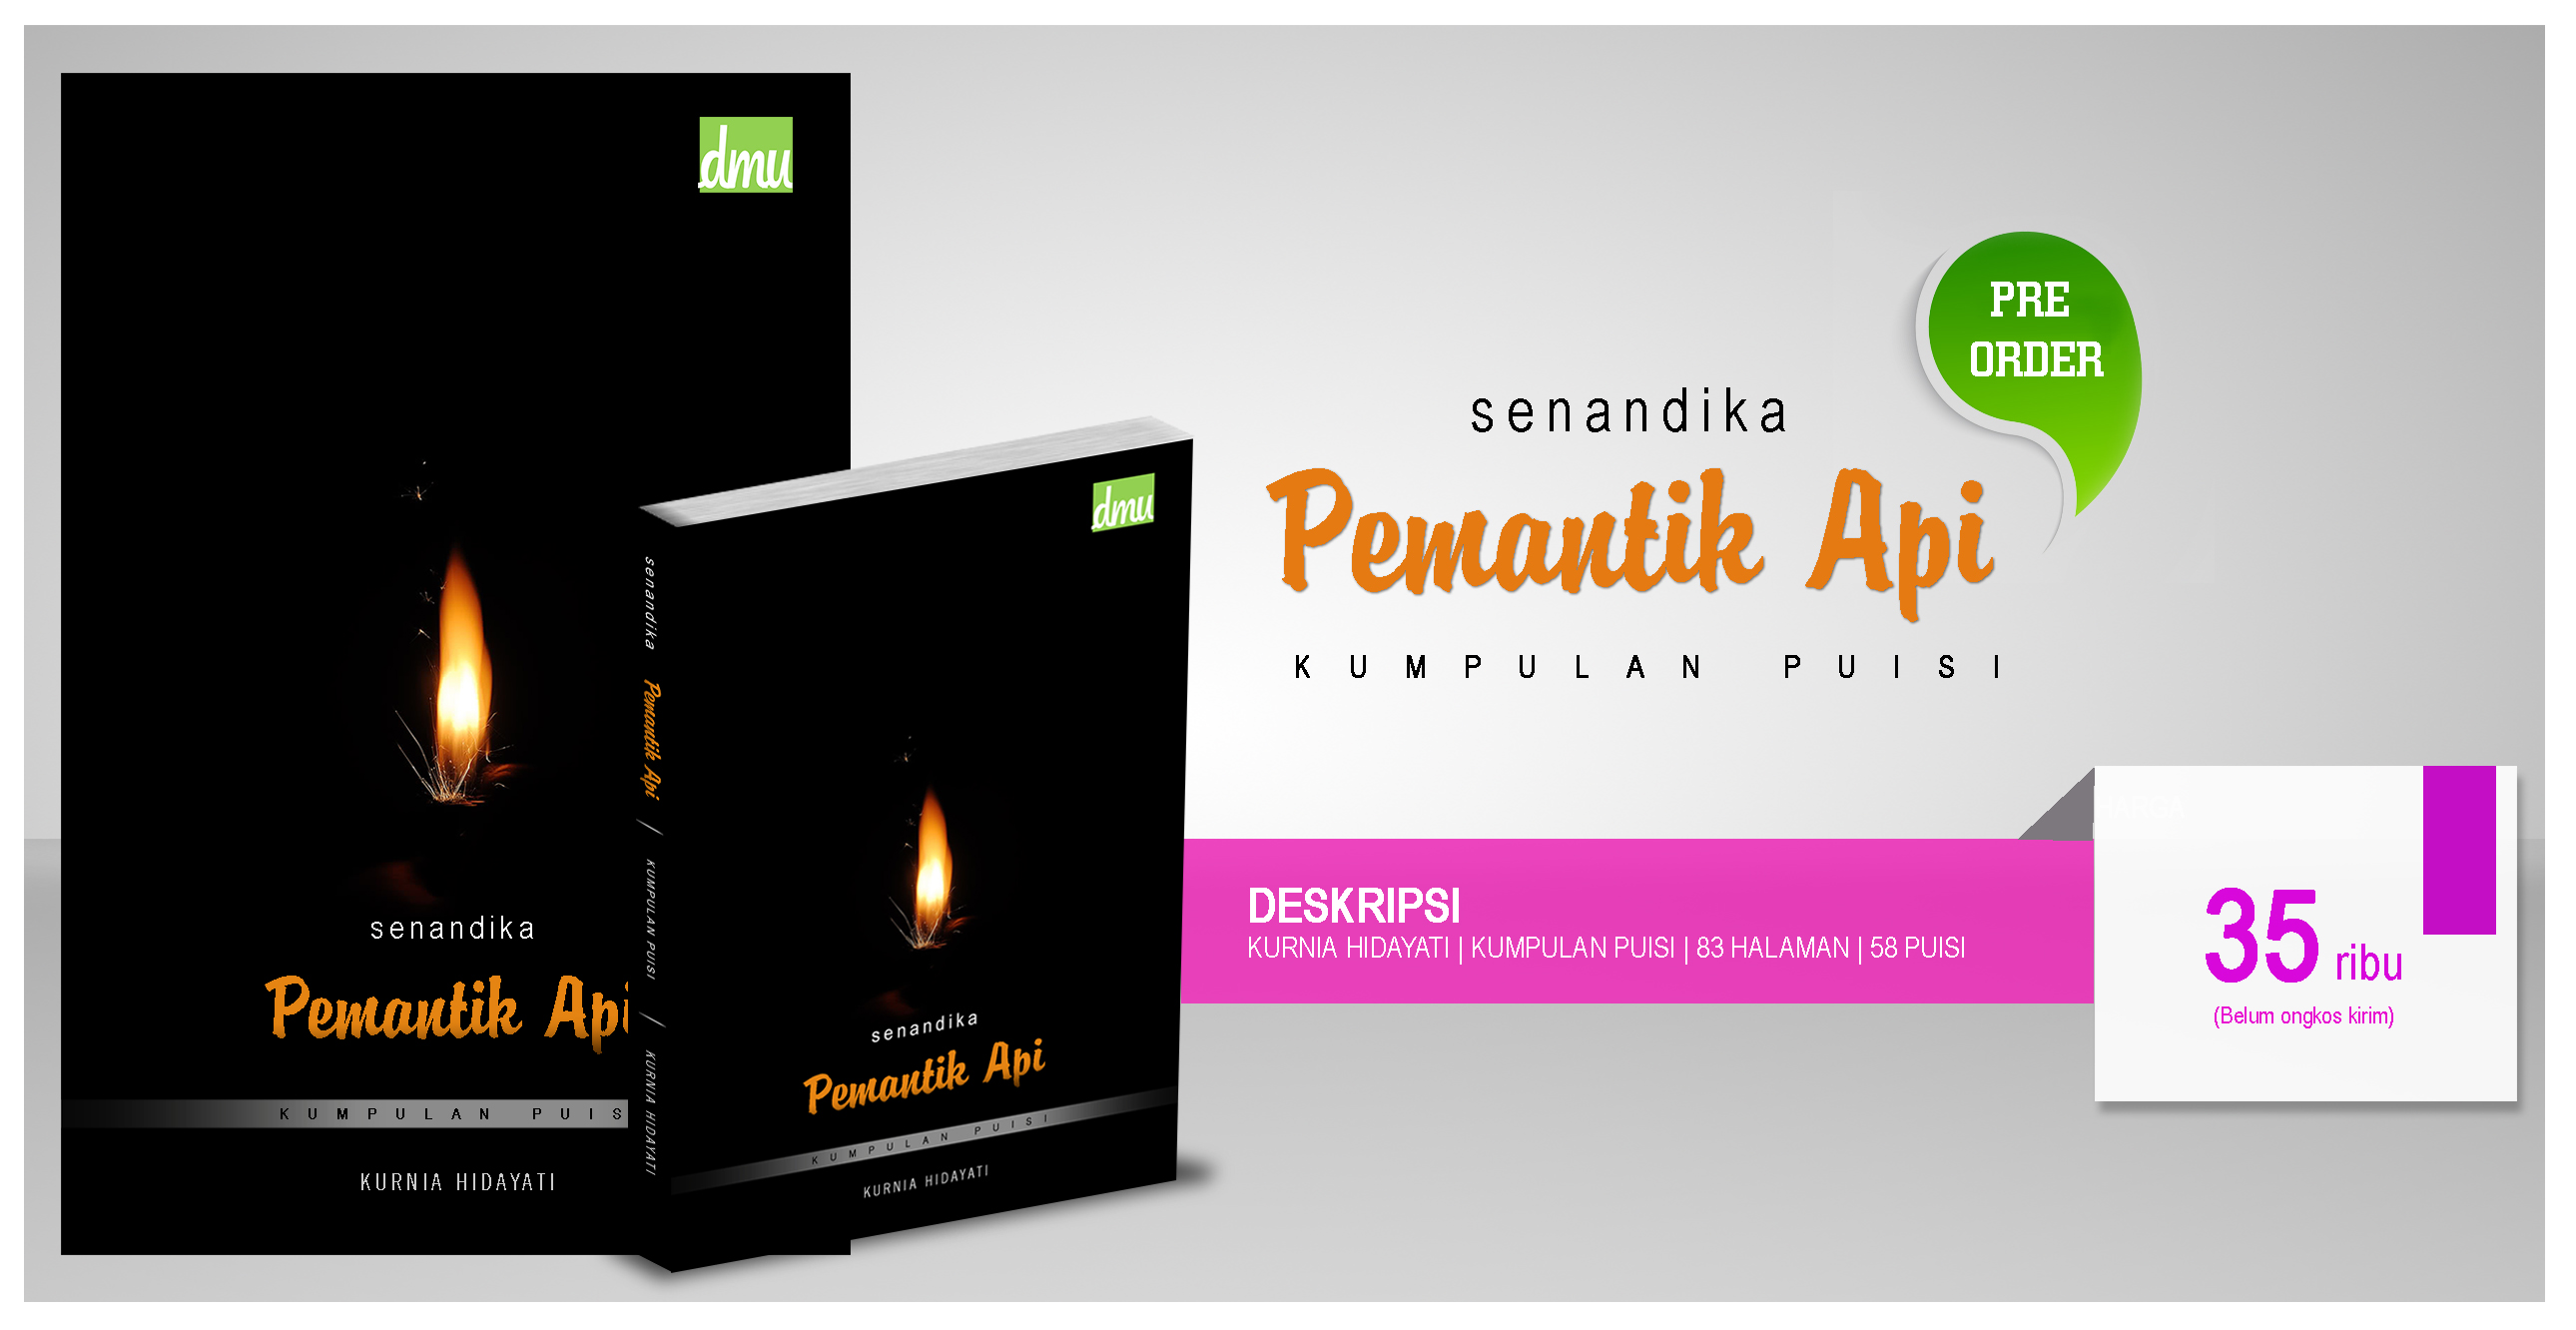 dmu
senandika
Pemantik Api
KUMPULAN PUIS
KURNIA HIDAYATI
senandika Pemantik Api / KUMPULAN PUISI / KURNIA HIDAYATI
dmu
senandika
Pemantik Api
KUMPULAN PUISI
KURNIA HIDAYATI
PRE
ORDER
senandika
Pemantik Api
KUMPULAN PUISI
DESKRIPSI
KURNIA HIDAYATI | KUMPULAN PUISI | 83 HALAMAN | 58 PUISI
HARGA
35 ribu
(Belum ongkos kirim)